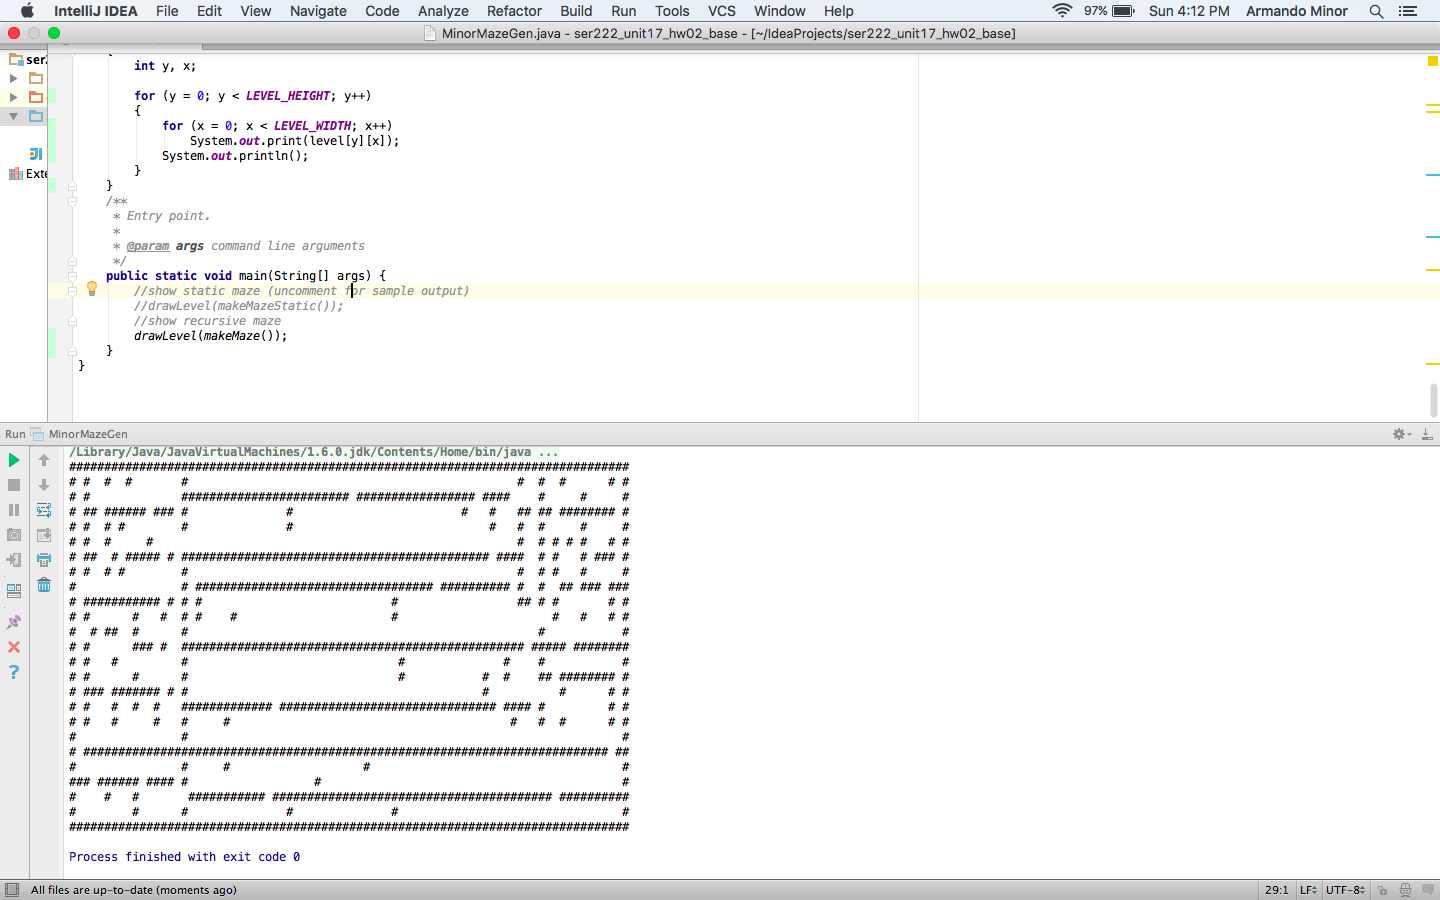 IntelliJ IDEA File Edit View Navigate Code Analyze Refactor Build Run Tools VCS Window Help 97% Sun 4:12 PM Armando Minor
MinorMazeGen.java - ser222_unit17_hw02_base - [~/IdeaProjects/ser222_unit17_hw02_base]
int y, x;
for (y = 0; y < LEVEL_HEIGHT; y++)
{
for (x = 0; x < LEVEL_WIDTH; x++)
System.out.print(level[y][x]);
System.out.println();
}
}
/**
* Entry point.
*
* @param args command line arguments
*/
public static void main(String[] args) {
//show static maze (uncomment for sample output)
//drawLevel(makeMazeStatic());
//show recursive maze
drawLevel(makeMaze());
}
}
Run MinorMazeGen
/Library/Java/JavaVirtualMachines/1.6.0.jdk/Contents/Home/bin/java ...
Process finished with exit code 0
All files are up-to-date (moments ago) 29:1 LF UTF-8